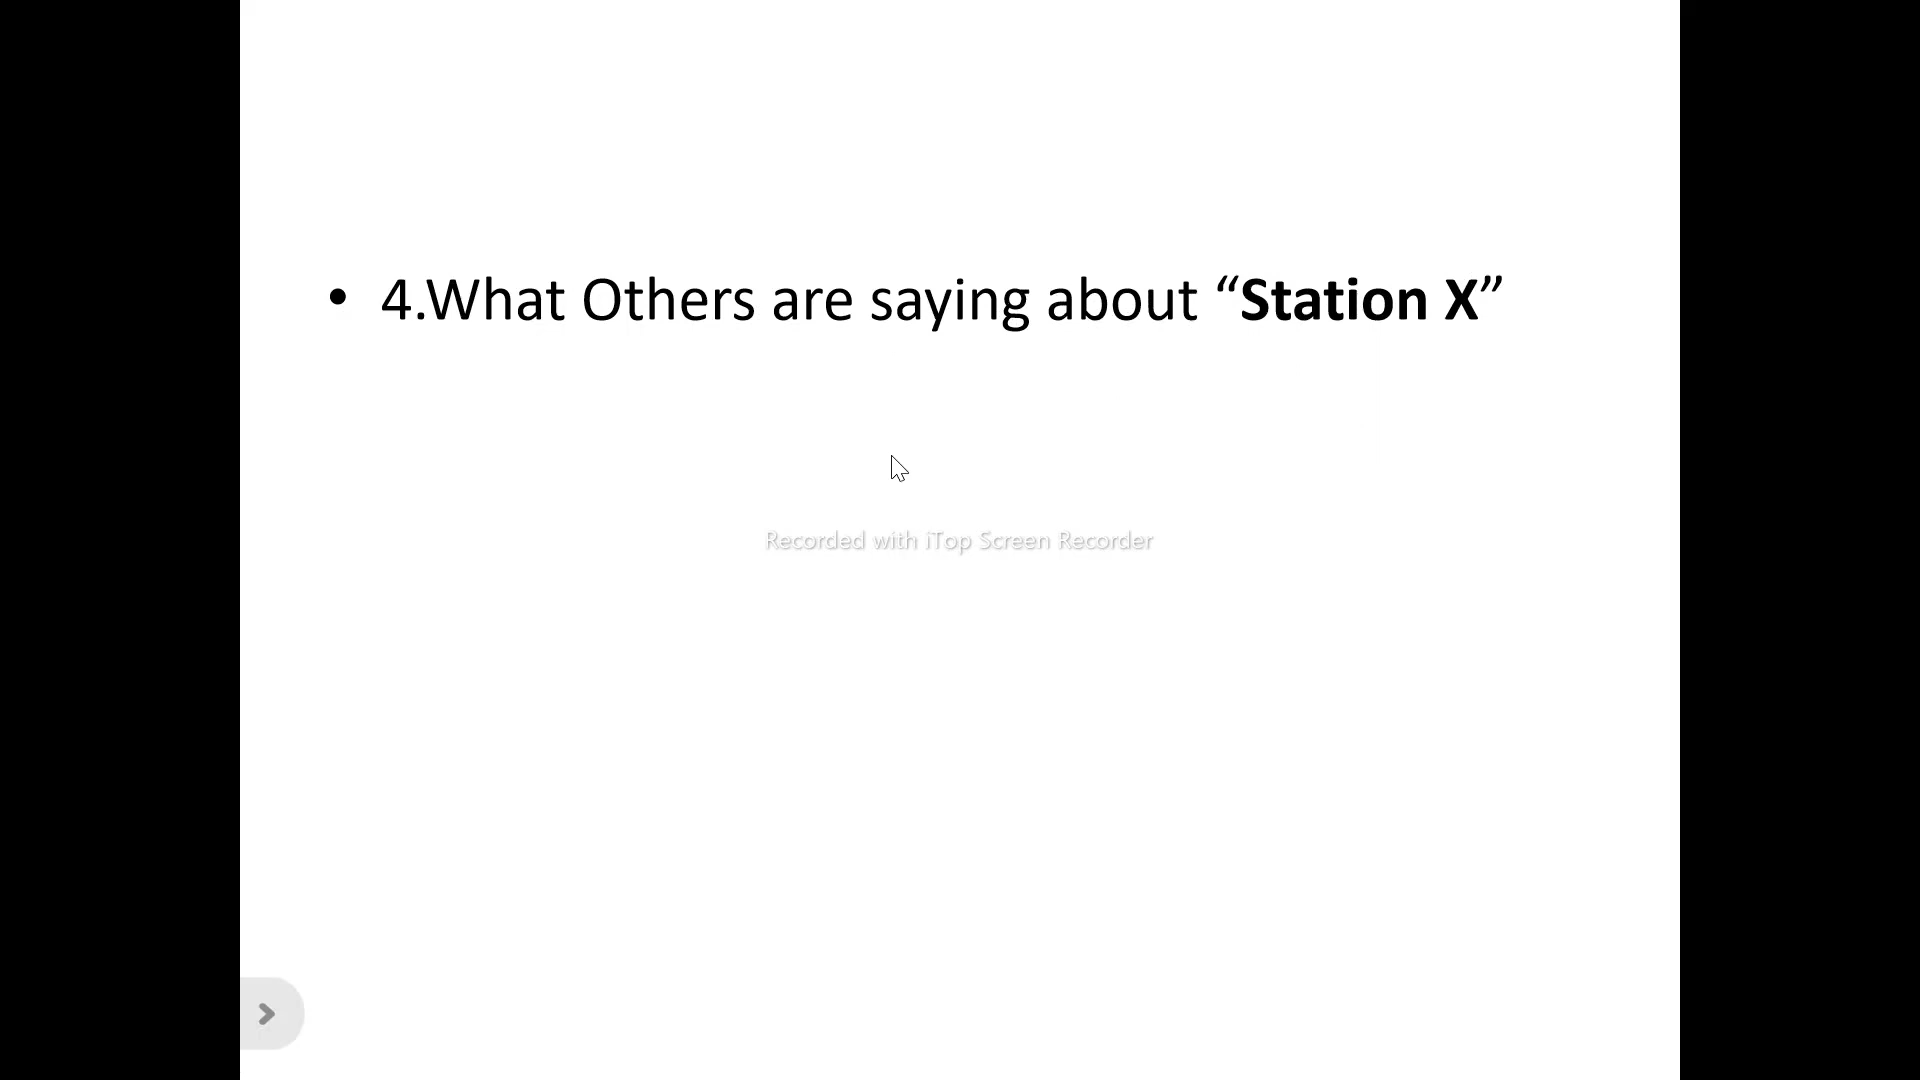 • 4.What Others are saying about “Station X”
Recorded with iTop Screen Recorder